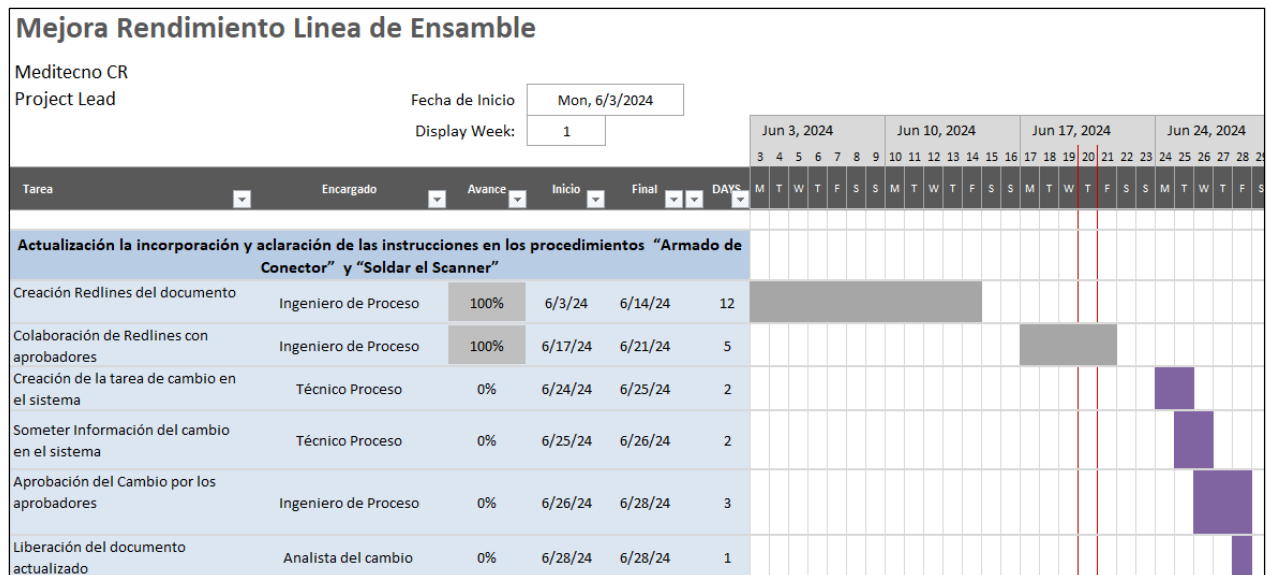 Mejora Rendimiento Linea de Ensamble
Meditecno CR
Project Lead Fecha de Inicio Mon, 6/3/2024
Display Week: 1
Jun 3, 2024 Jun 10, 2024 Jun 17, 2024 Jun 24, 2024
3 4 5 6 7 8 9 10 11 12 13 14 15 16 17 18 19 20 21 22 23 24 25 26 27 28 29
Tarea Encargado Avance Inicio Final DAYS M T W T F S S M T W T F S S M T W T F S S M T W T F S
Actualización la incorporación y aclaración de las instrucciones en los procedimientos “Armado de
Conector” y “Soldar el Scanner”
Creación Redlines del documento
Ingeniero de Proceso 100% 6/3/24 6/14/24 12
Colaboración de Redlines con
aprobadores
Ingeniero de Proceso 100% 6/17/24 6/21/24 5
Creación de la tarea de cambio en
el sistema
Técnico Proceso 0% 6/24/24 6/25/24 2
Someter Información del cambio
en el sistema
Técnico Proceso 0% 6/25/24 6/26/24 2
Aprobación del Cambio por los
aprobadores
Ingeniero de Proceso 0% 6/26/24 6/28/24 3
Liberación del documento
actualizado
Analista del cambio 0% 6/28/24 6/28/24 1